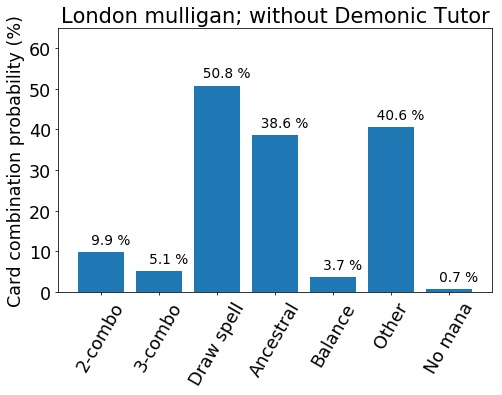 London mulligan; without Demonic Tutor
Card combination probability (%)
60
50
40
30
20
10
0
9.9 %
5.1 %
50.8 %
38.6 %
3.7 %
40.6 %
0.7 %
2-combo
3-combo
Draw spell
Ancestral
Balance
Other
No mana